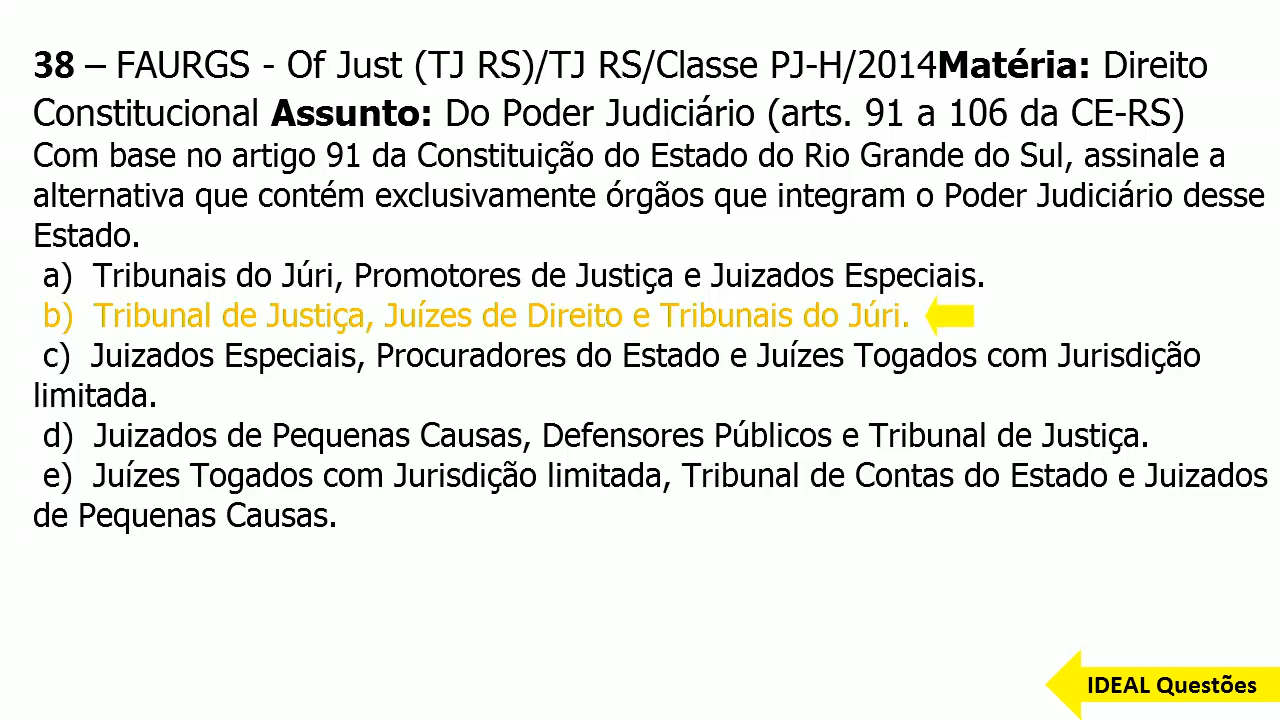 38 – FAURGS - Of Just (TJ RS)/TJ RS/Classe PJ-H/2014Matéria: Direito
Constitucional Assunto: Do Poder Judiciário (arts. 91 a 106 da CE-RS)
Com base no artigo 91 da Constituição do Estado do Rio Grande do Sul, assinale a
alternativa que contém exclusivamente órgãos que integram o Poder Judiciário desse
Estado.
a) Tribunais do Júri, Promotores de Justiça e Juizados Especiais.
b) Tribunal de Justiça, Juízes de Direito e Tribunais do Júri.
c) Juizados Especiais, Procuradores do Estado e Juízes Togados com Jurisdição
limitada.
d) Juizados de Pequenas Causas, Defensores Públicos e Tribunal de Justiça.
e) Juízes Togados com Jurisdição limitada, Tribunal de Contas do Estado e Juizados
de Pequenas Causas.
IDEAL Questões